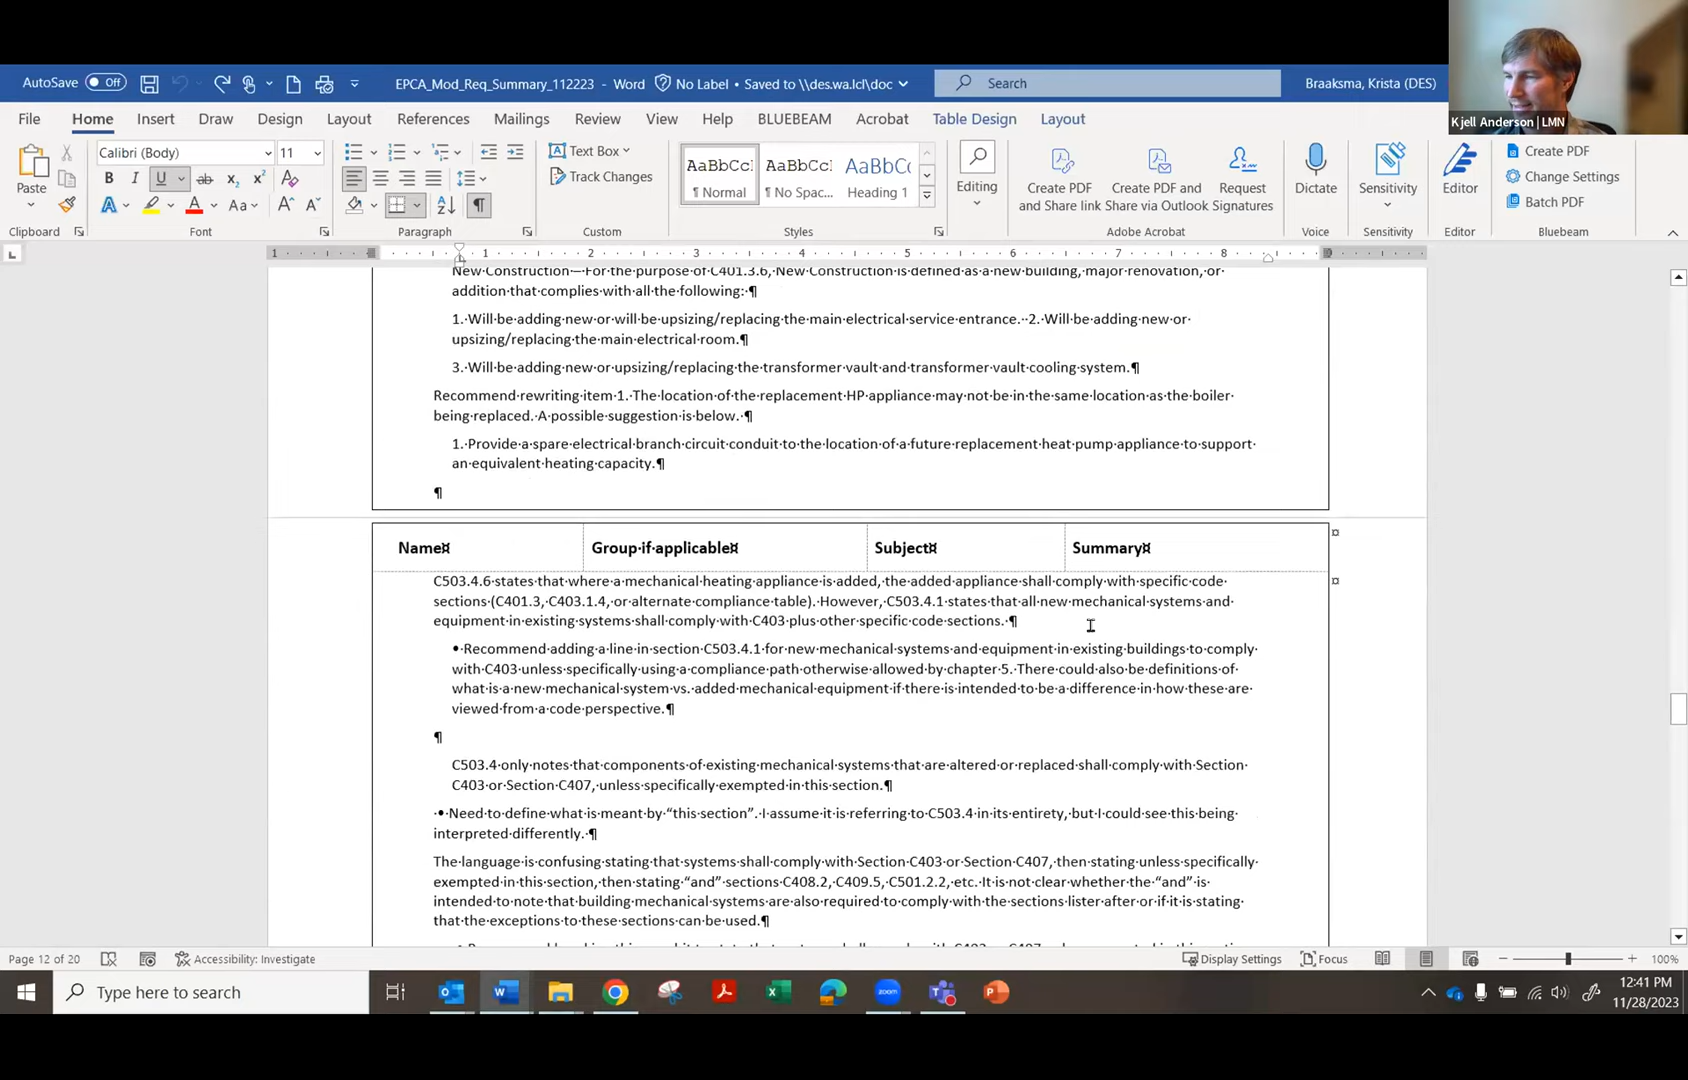 Kjell Anderson | LMN
AutoSave Off EPCA_Mod_Req_Summary_112223 - Word No Label • Saved to \\des.wa.lcl\doc Search Braaksma, Krista (DES)
File Home Insert Draw Design Layout References Mailings Review View Help BLUEBEAM Acrobat Table Design Layout
Calibri (Body) 11 Text Box AaBbCcI AaBbCcI AaBbC Create PDF
Paste B I U ab x₂ x² Track Changes ¶ Normal ¶ No Spac... Heading 1 Editing Create PDF and Share link Create PDF and Share via Outlook Request Signatures Dictate Sensitivity Editor Change Settings
A Aa Batch PDF
Clipboard Font Paragraph Custom Styles Adobe Acrobat Voice Sensitivity Editor Bluebeam
1 1 2 3 4 5 6 7 8
New·Construction·–·For·the·purpose·of·C401.3.6,·New·Construction·is·defined·as·a·new·building,·major·renovation,·or·
addition·that·complies·with·all·the·following:·¶
1.·Will·be·adding·new·or·will·be·upsizing/replacing·the·main·electrical·service·entrance.··2.·Will·be·adding·new·or·
upsizing/replacing·the·main·electrical·room.¶
3.·Will·be·adding·new·or·upsizing/replacing·the·transformer·vault·and·transformer·vault·cooling·system.¶
Recommend·rewriting·item·1.·The·location·of·the·replacement·HP·appliance·may·not·be·in·the·same·location·as·the·boiler·
being·replaced.·A·possible·suggestion·is·below.·¶
1.·Provide·a·spare·electrical·branch·circuit·conduit·to·the·location·of·a·future·replacement·heat·pump·appliance·to·support·
an·equivalent·heating·capacity.¶
¶
Name¤ Group·if·applicable¤ Subject¤ Summary¤ ¤
C503.4.6·states·that·where·a·mechanical·heating·appliance·is·added,·the·added·appliance·shall·comply·with·specific·code· ¤
sections·(C401.3,·C403.1.4,·or·alternate·compliance·table).·However,·C503.4.1·states·that·all·new·mechanical·systems·and·
equipment·in·existing·systems·shall·comply·with·C403·plus·other·specific·code·sections.·¶
•·Recommend·adding·a·line·in·section·C503.4.1·for·new·mechanical·systems·and·equipment·in·existing·buildings·to·comply·
with·C403·unless·specifically·using·a·compliance·path·otherwise·allowed·by·chapter·5.·There·could·also·be·definitions·of·
what·is·a·new·mechanical·system·vs.·added·mechanical·equipment·if·there·is·intended·to·be·a·difference·in·how·these·are·
viewed·from·a·code·perspective.¶
¶
C503.4·only·notes·that·components·of·existing·mechanical·systems·that·are·altered·or·replaced·shall·comply·with·Section·
C403·or·Section·C407,·unless·specifically·exempted·in·this·section.¶
·•·Need·to·define·what·is·meant·by·“this·section”.·I·assume·it·is·referring·to·C503.4·in·its·entirety,·but·I·could·see·this·being·
interpreted·differently.·¶
The·language·is·confusing·stating·that·systems·shall·comply·with·Section·C403·or·Section·C407,·then·stating·unless·specifically·
exempted·in·this·section,·then·stating·“and”·sections·C408.2,·C409.5,·C501.2.2,·etc.·It·is·not·clear·whether·the·“and”·is·
intended·to·note·that·building·mechanical·systems·are·also·required·to·comply·with·the·sections·lister·after·or·if·it·is·stating·
that·the·exceptions·to·these·sections·can·be·used.¶
Page 12 of 20 Accessibility: Investigate Display Settings Focus 100%
Type here to search zoom 12:41 PM
11/28/2023